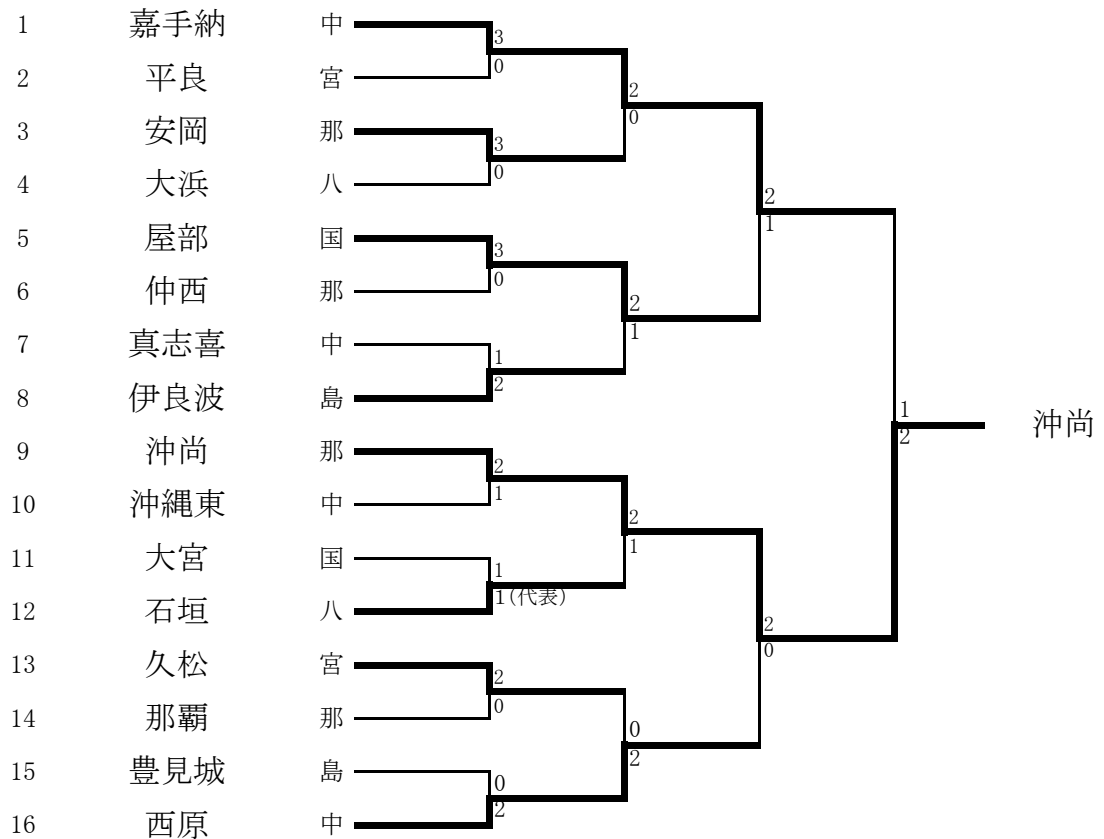 1 嘉手納 中
3
0
2 平良 宮
2
0
3 安岡 那
3
0
4 大浜 八
2
1
5 屋部 国
3
0
6 仲西 那
2
1
7 真志喜 中
1
2
8 伊良波 島
1
2
沖尚
9 沖尚 那
2
1
10 沖縄東 中
2
1
11 大宮 国
1
1(代表)
12 石垣 八
2
0
13 久松 宮
2
0
14 那覇 那
0
2
15 豊見城 島
0
2
16 西原 中